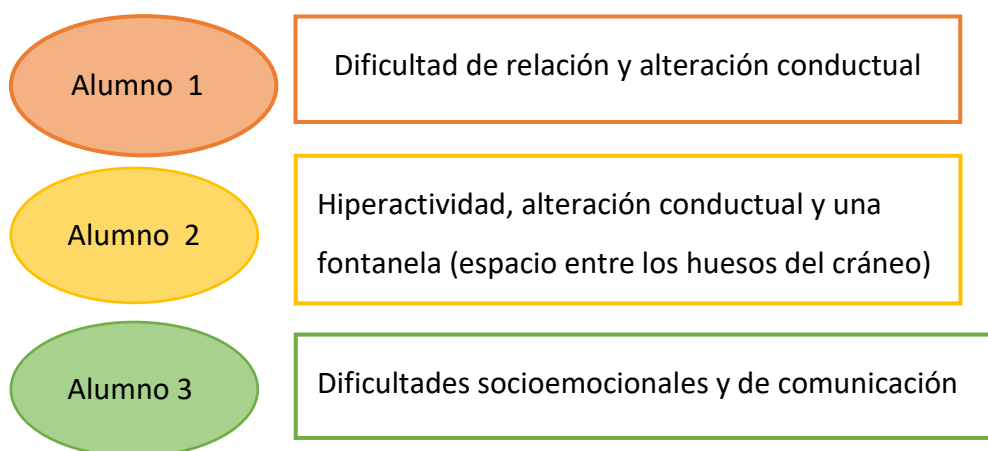 Alumno 1
Dificultad de relación y alteración conductual
Alumno 2
Hiperactividad, alteración conductual y una
fontanela (espacio entre los huesos del cráneo)
Alumno 3
Dificultades socioemocionales y de comunicación